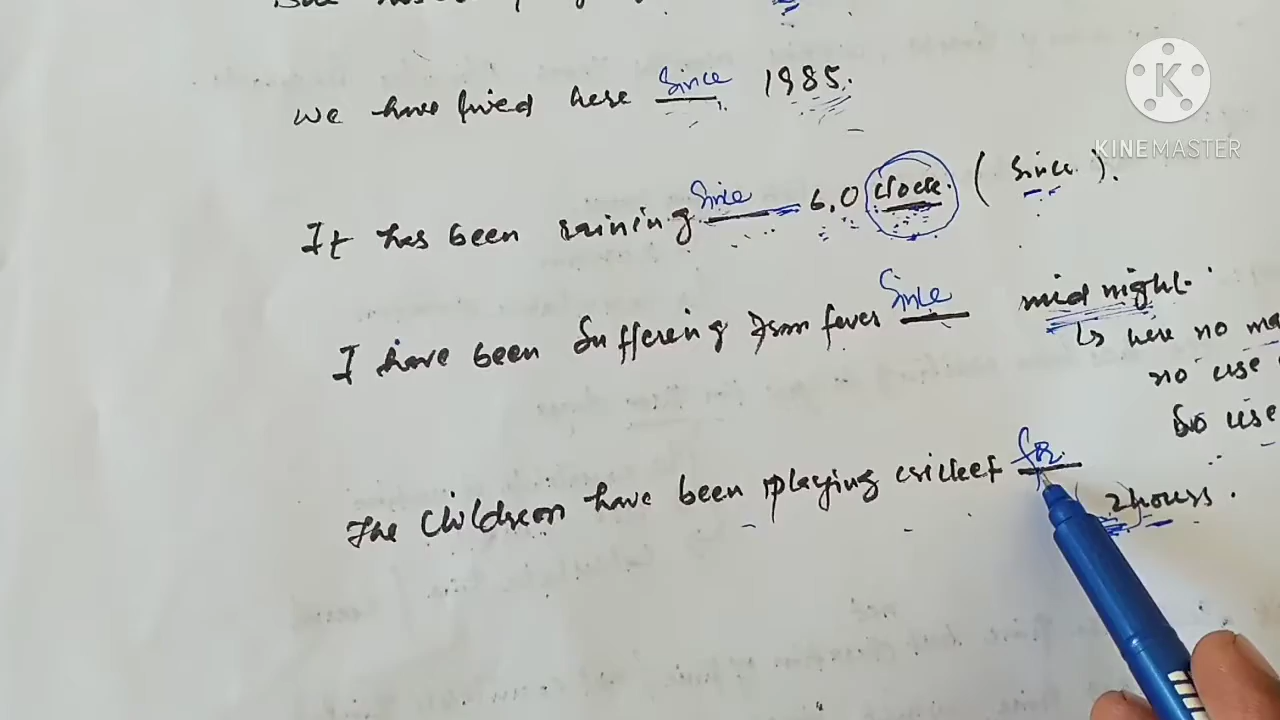 We have lived here since 1985.
It has been raining since 6.0 clock. (since).
I have been suffering from fever since mid night.
is here no
no use
so use
The children have been playing cricket for 2 hours.
KINEMASTER